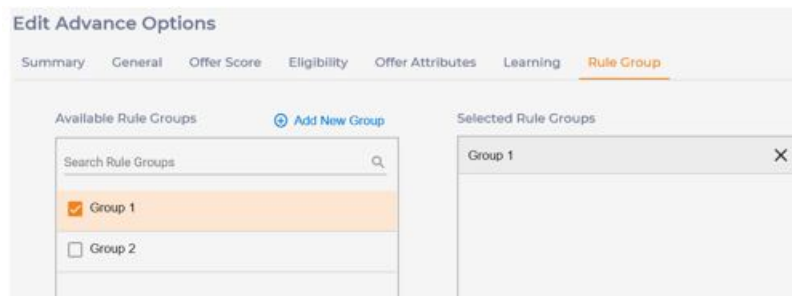 Edit Advance Options
Summary General Offer Score Eligibility Offer Attributes Learning Rule Group
Available Rule Groups Add New Group Selected Rule Groups
Search Rule Groups Group 1
Group 1
Group 2